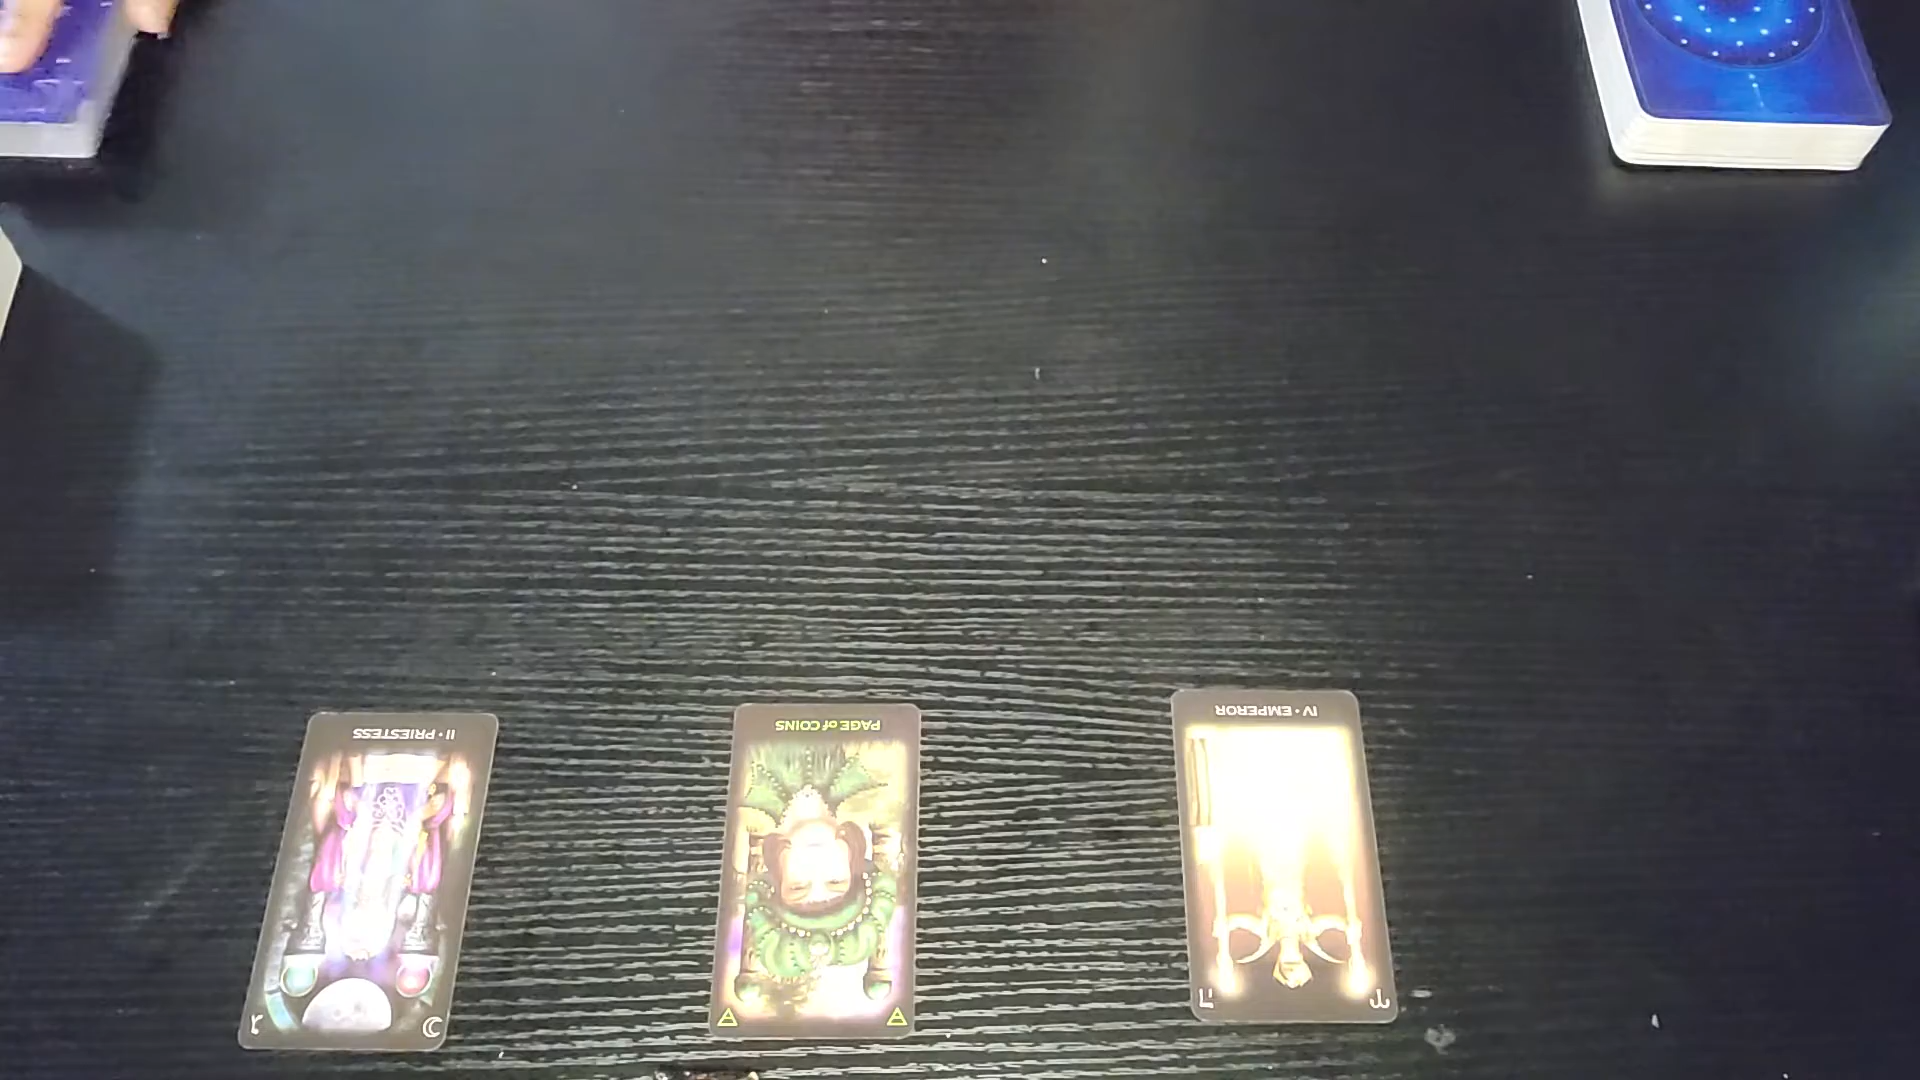 II • PRIESTESS
PAGE of COINS
IV • EMPEROR